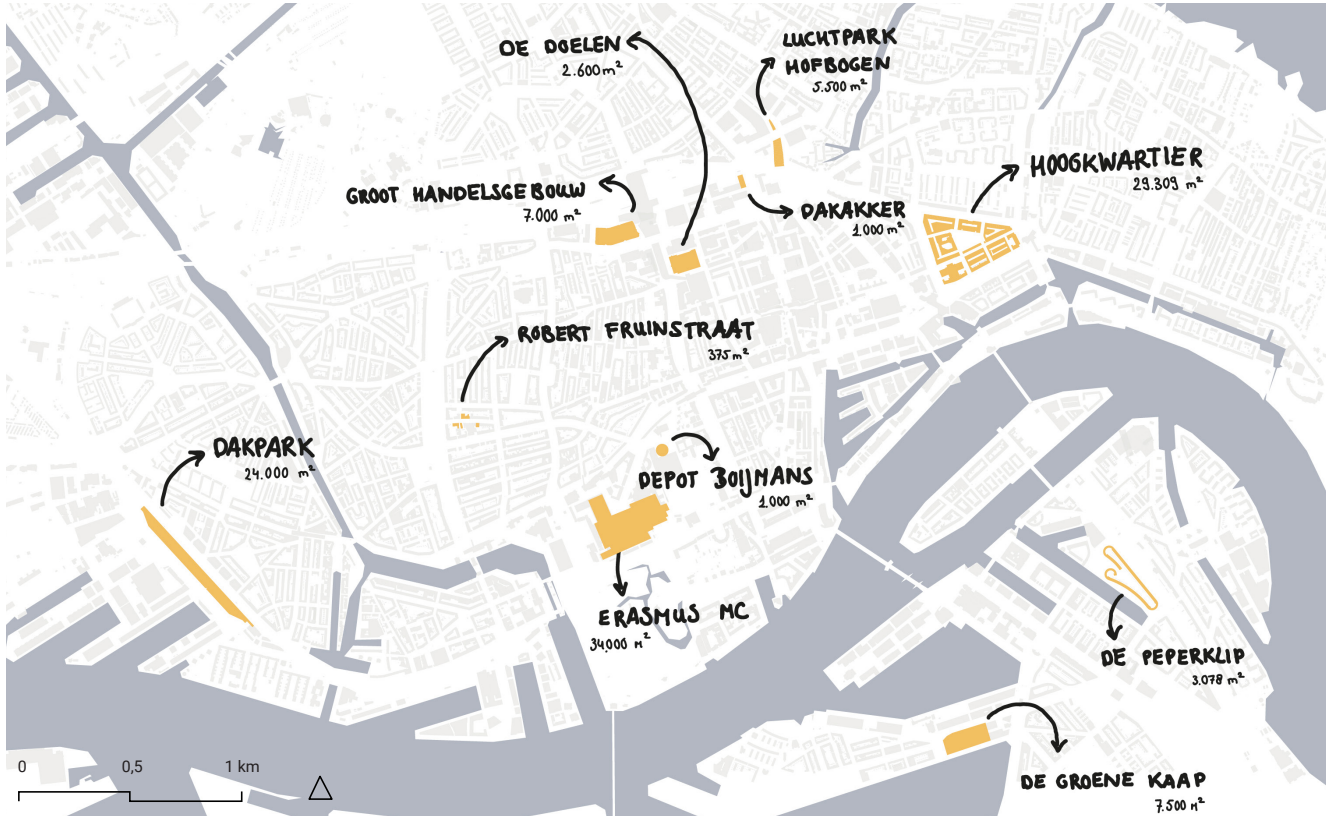 DE DOELEN
2.600 m²
LUCHTPARK
HOFBOGEN
5.500 m²
HOOGKWARTIER
29.309 m²
GROOT HANDELSGEBOUW
7.000 m²
DAKAKKER
1.000 m²
ROBERT FRUINSTRAAT
375 m²
DAKPARK
24.000 m²
DEPOT BOIJMANS
1.000 m²
ERASMUS MC
34.000 m²
DE PEPERKLIP
3.078 m²
DE GROENE KAAP
7.500 m²
0 0,5 1 km